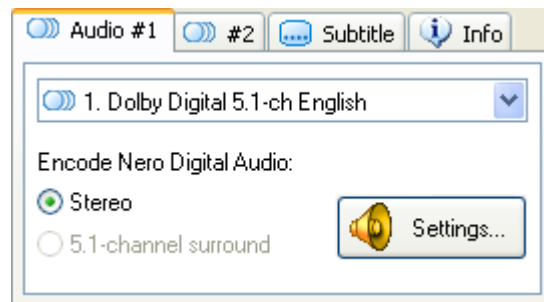 Audio #1 #2 Subtitle Info
1. Dolby Digital 5.1-ch English
Encode Nero Digital Audio:
Stereo
Settings...
5.1-channel surround